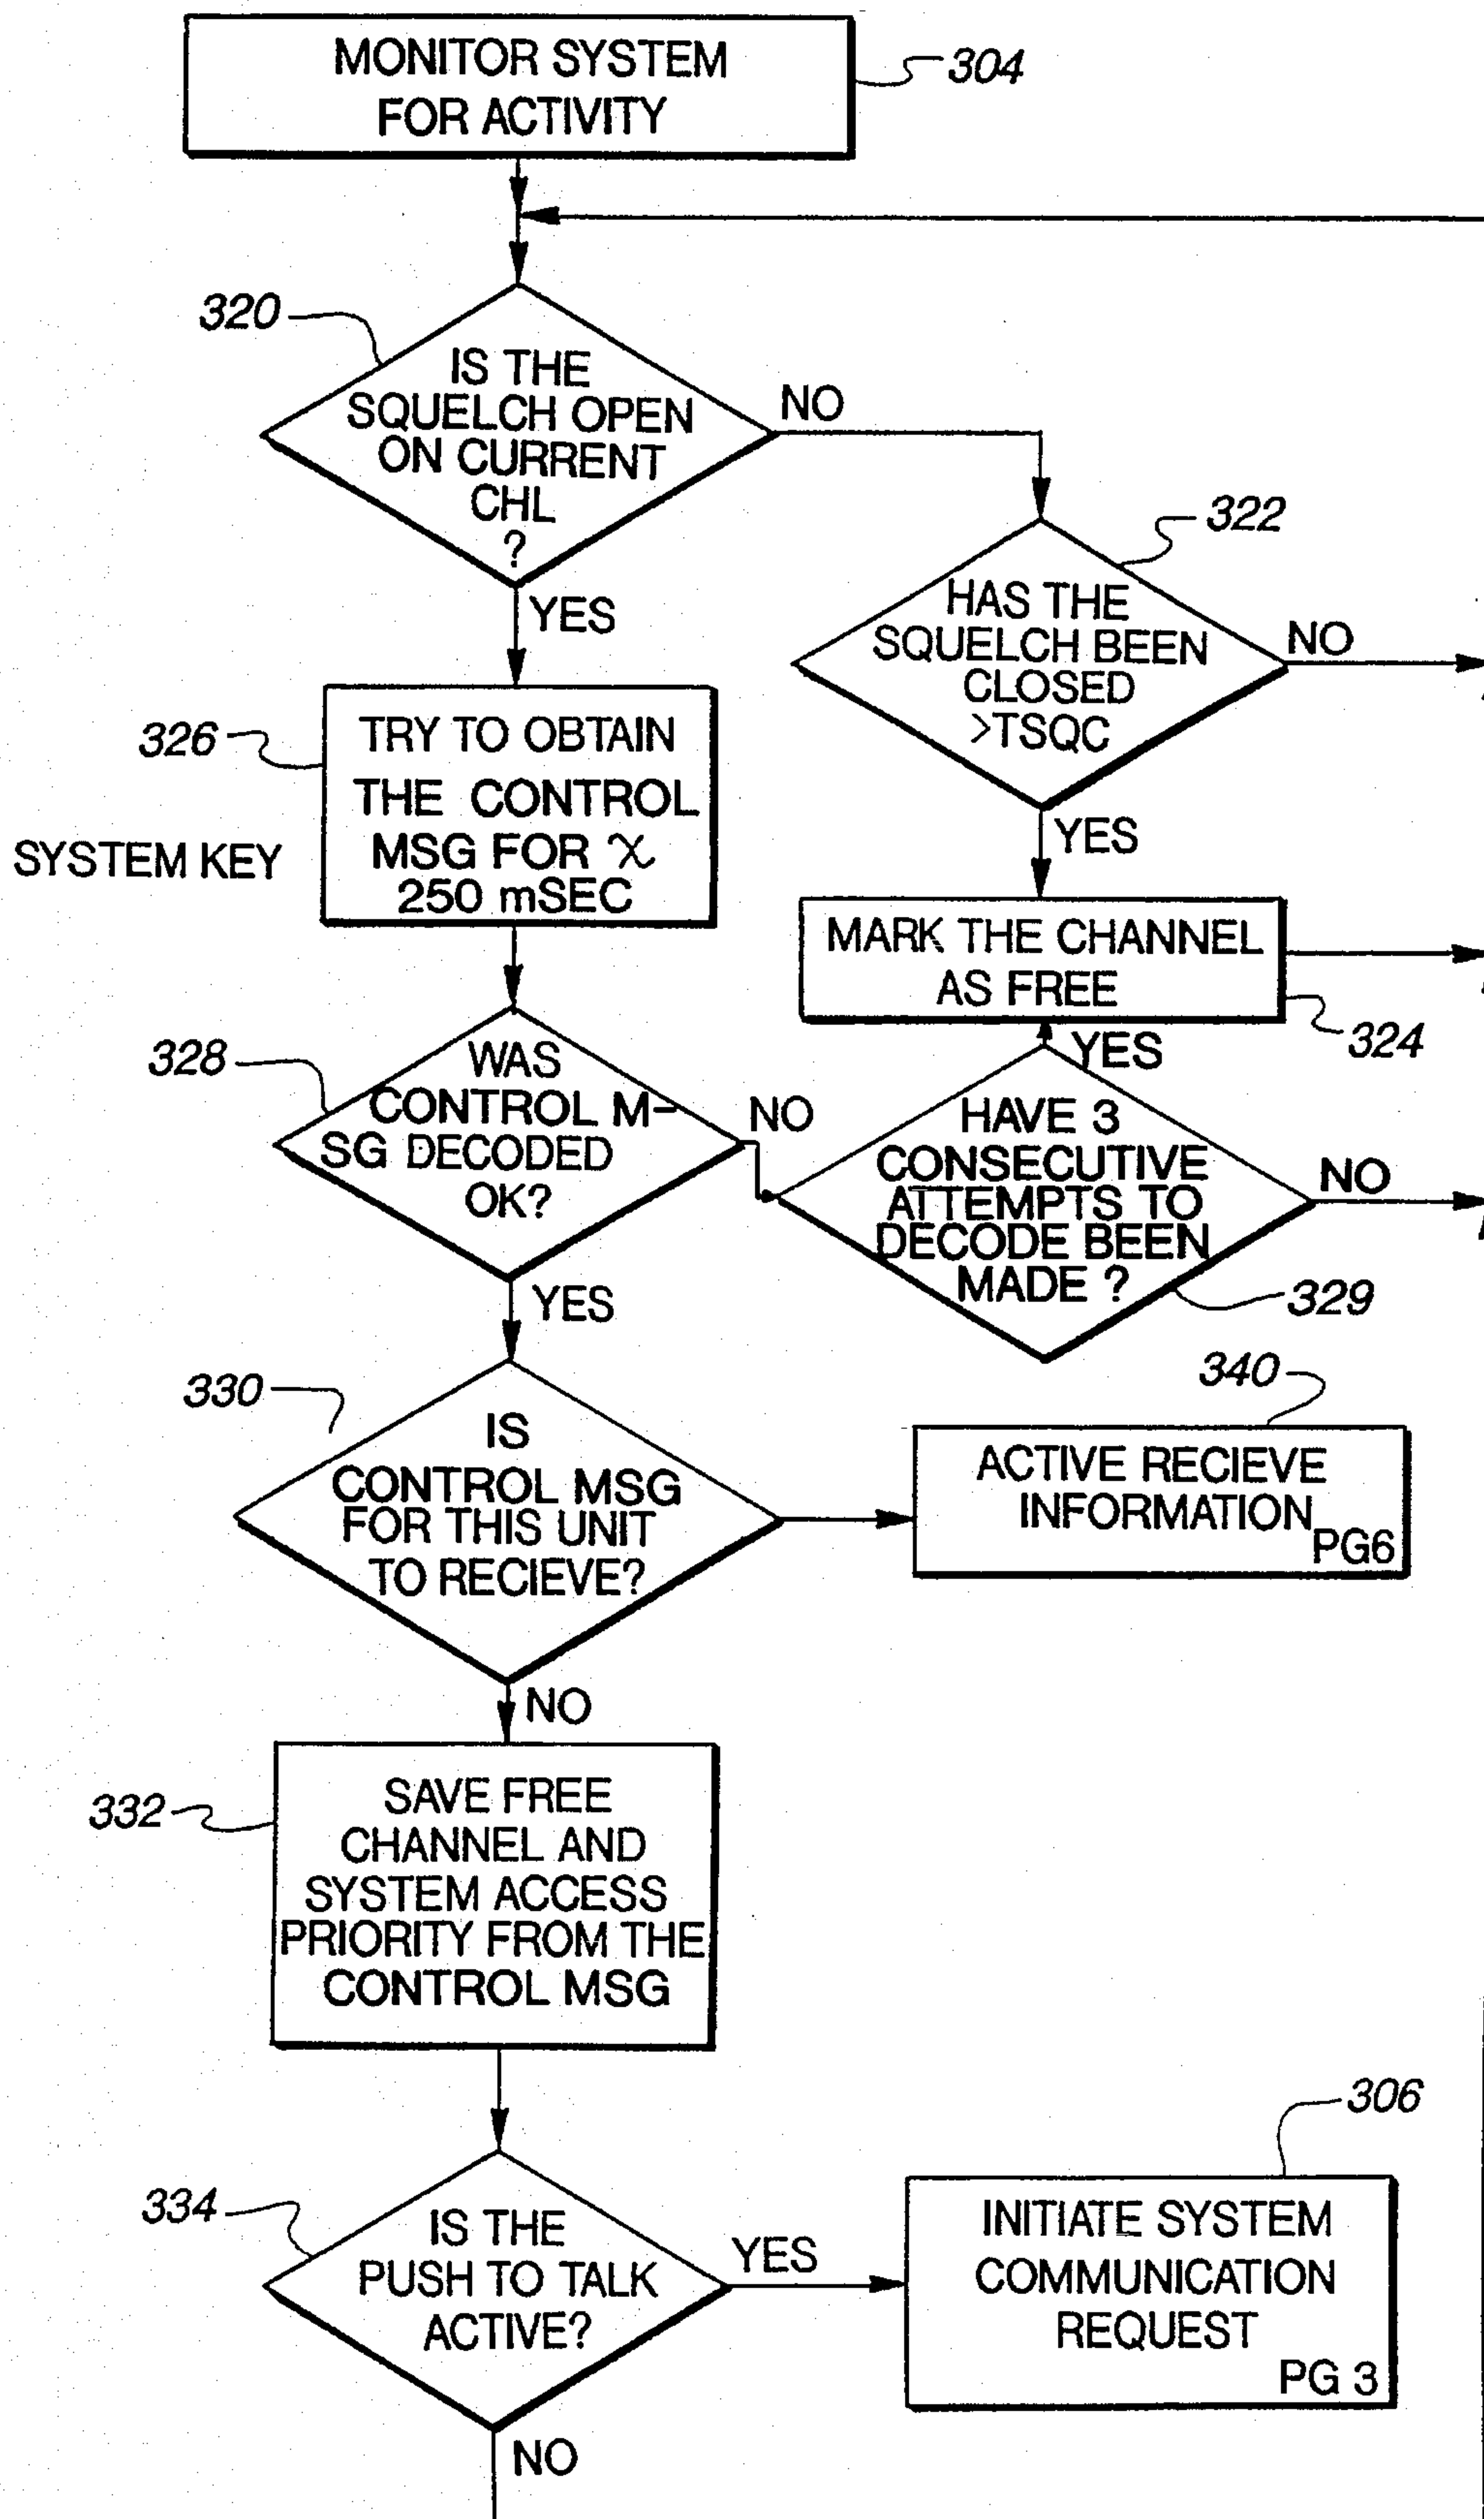 MONITOR SYSTEM
FOR ACTIVITY
304
320
IS THE
SQUELCH OPEN
ON CURRENT
CHL
?
NO
YES
322
HAS THE
SQUELCH BEEN
CLOSED
>TSQC
NO
YES
326
TRY TO OBTAIN
THE CONTROL
MSG FOR X
250 mSEC
SYSTEM KEY
MARK THE CHANNEL
AS FREE
324
328
WAS
CONTROL M-
SG DECODED
OK?
NO
YES
YES
HAVE 3
CONSECUTIVE
ATTEMPTS TO
DECODE BEEN
MADE ?
NO
329
330
IS
CONTROL MSG
FOR THIS UNIT
TO RECIEVE?
NO
340
ACTIVE RECIEVE
INFORMATION
PG6
332
SAVE FREE
CHANNEL AND
SYSTEM ACCESS
PRIORITY FROM THE
CONTROL MSG
334
IS THE
PUSH TO TALK
ACTIVE?
YES
NO
306
INITIATE SYSTEM
COMMUNICATION
REQUEST
PG 3